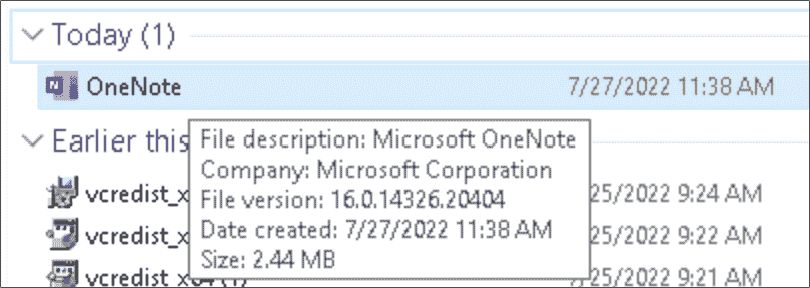 Today (1)
OneNote 7/27/2022 11:38 AM
Earlier this
File description: Microsoft OneNote
Company: Microsoft Corporation
File version: 16.0.14326.20404
Date created: 7/27/2022 11:38 AM
Size: 2.44 MB
vcredist_x 25/2022 9:24 AM
vcredist_x 25/2022 9:22 AM
vcredist_x64 (1) 7/25/2022 9:21 AM